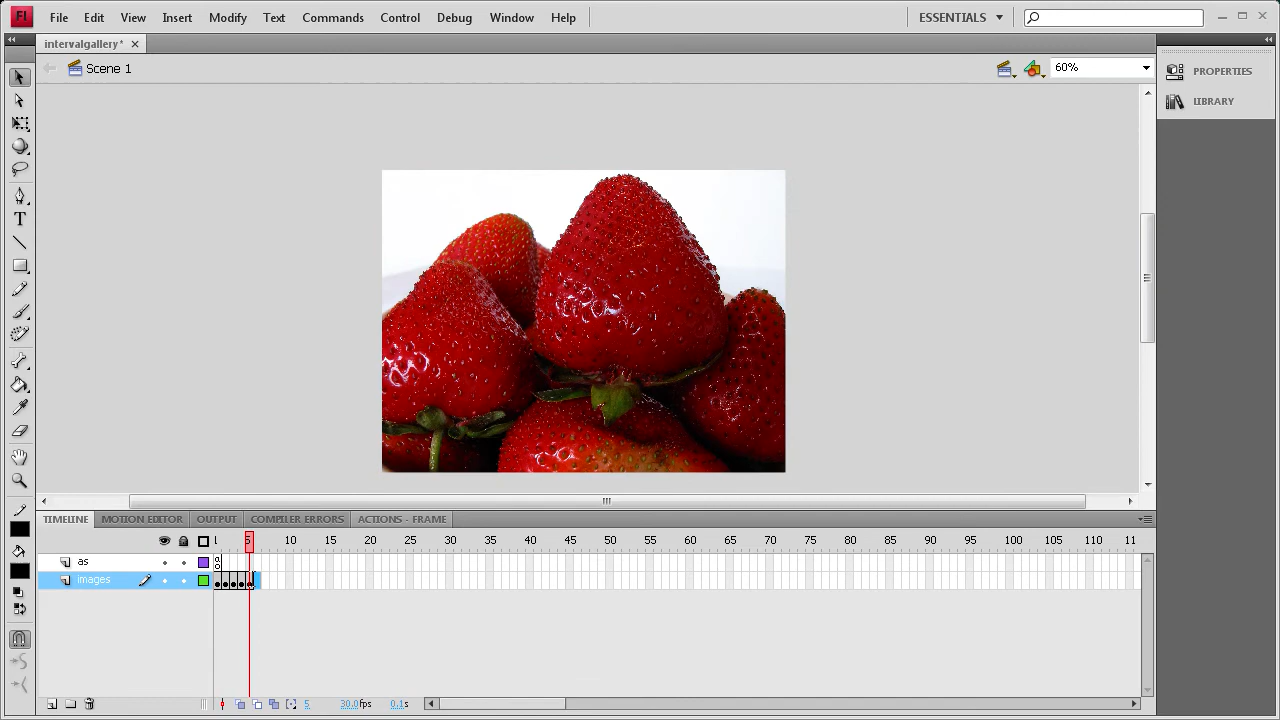 Fl File Edit View Insert Modify Text Commands Control Debug Window Help ESSENTIALS
intervalgallery*
Scene 1 60%
PROPERTIES
LIBRARY
TIMELINE MOTION EDITOR OUTPUT COMPILER ERRORS ACTIONS - FRAME
5 10 15 20 25 30 35 40 45 50 55 60 65 70 75 80 85 90 95 100 105 110 11
as
images
5 30.0fps 0.1s